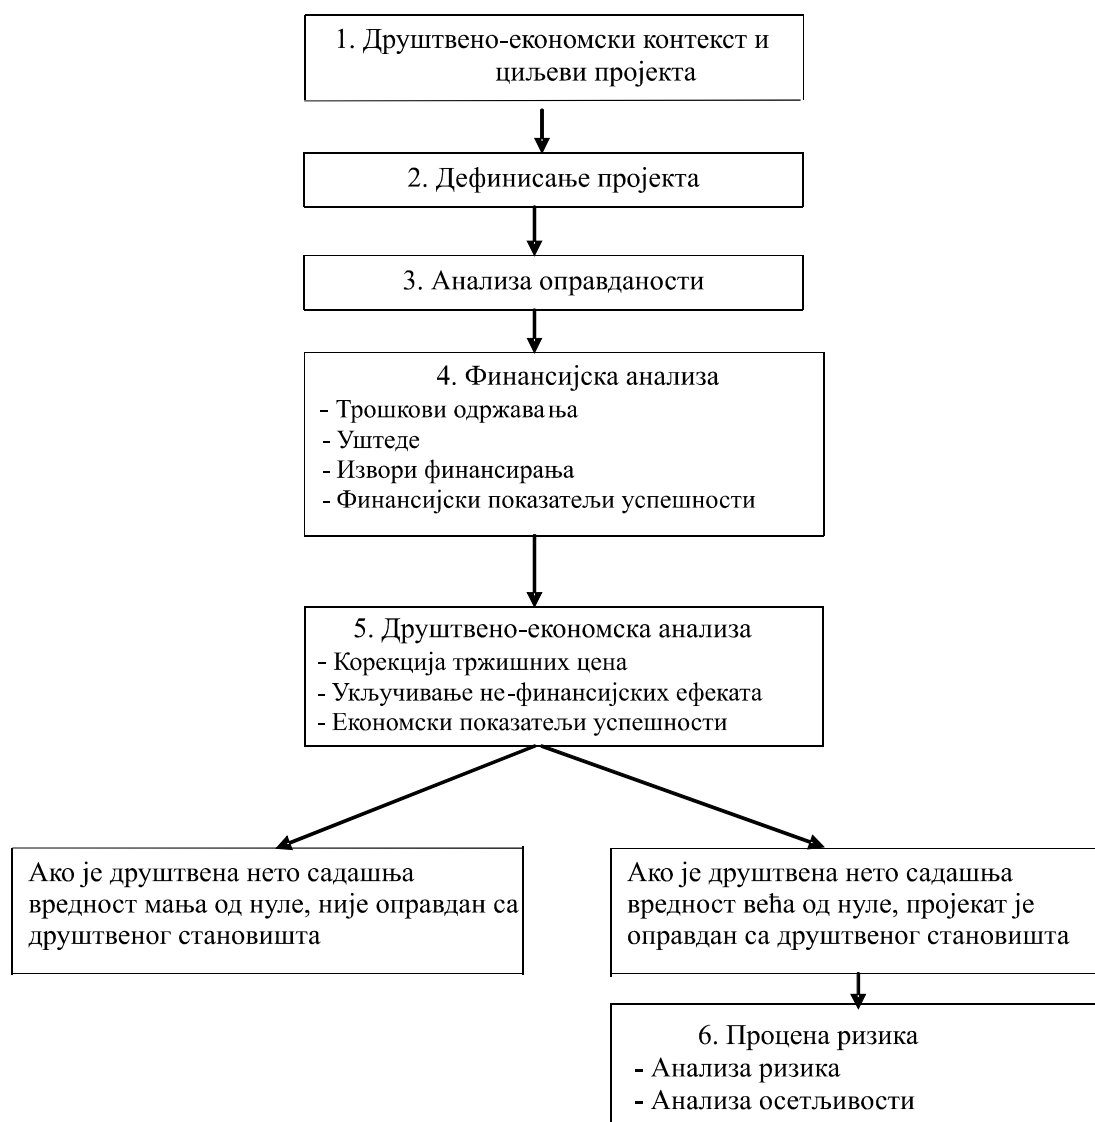 1. Друштвено-економски контекст и
циљеви пројекта
2. Дефинисање пројекта
3. Анализа оправданости
4. Финансијска анализа
- Трошкови одржавања
- Уштеде
- Извори финансирања
- Финансијски показатељи успешности
5. Друштвено-економска анализа
- Корекција тржишних цена
- Укључивање не-финансијских ефеката
- Економски показатељи успешности
Ако је друштвена нето садашња
вредност мања од нуле, није оправдан са
друштвеног становишта
Ако је друштвена нето садашња
вредност већа од нуле, пројекат је
оправдан са друштвеног становишта
6. Процена ризика
- Анализа ризика
- Анализа осетљивости